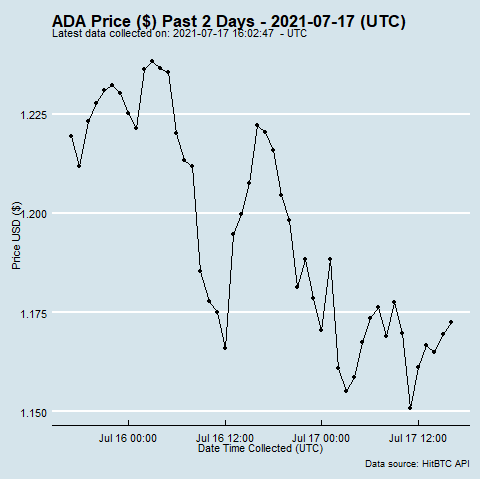 ADA Price ($) Past 2 Days - 2021-07-17 (UTC)
Latest data collected on: 2021-07-17 16:02:47 - UTC
1.225
1.200
1.175
1.150
Price USD ($)
Jul 16 00:00 Jul 16 12:00 Jul 17 00:00 Jul 17 12:00
Date Time Collected (UTC)
Data source: HitBTC API